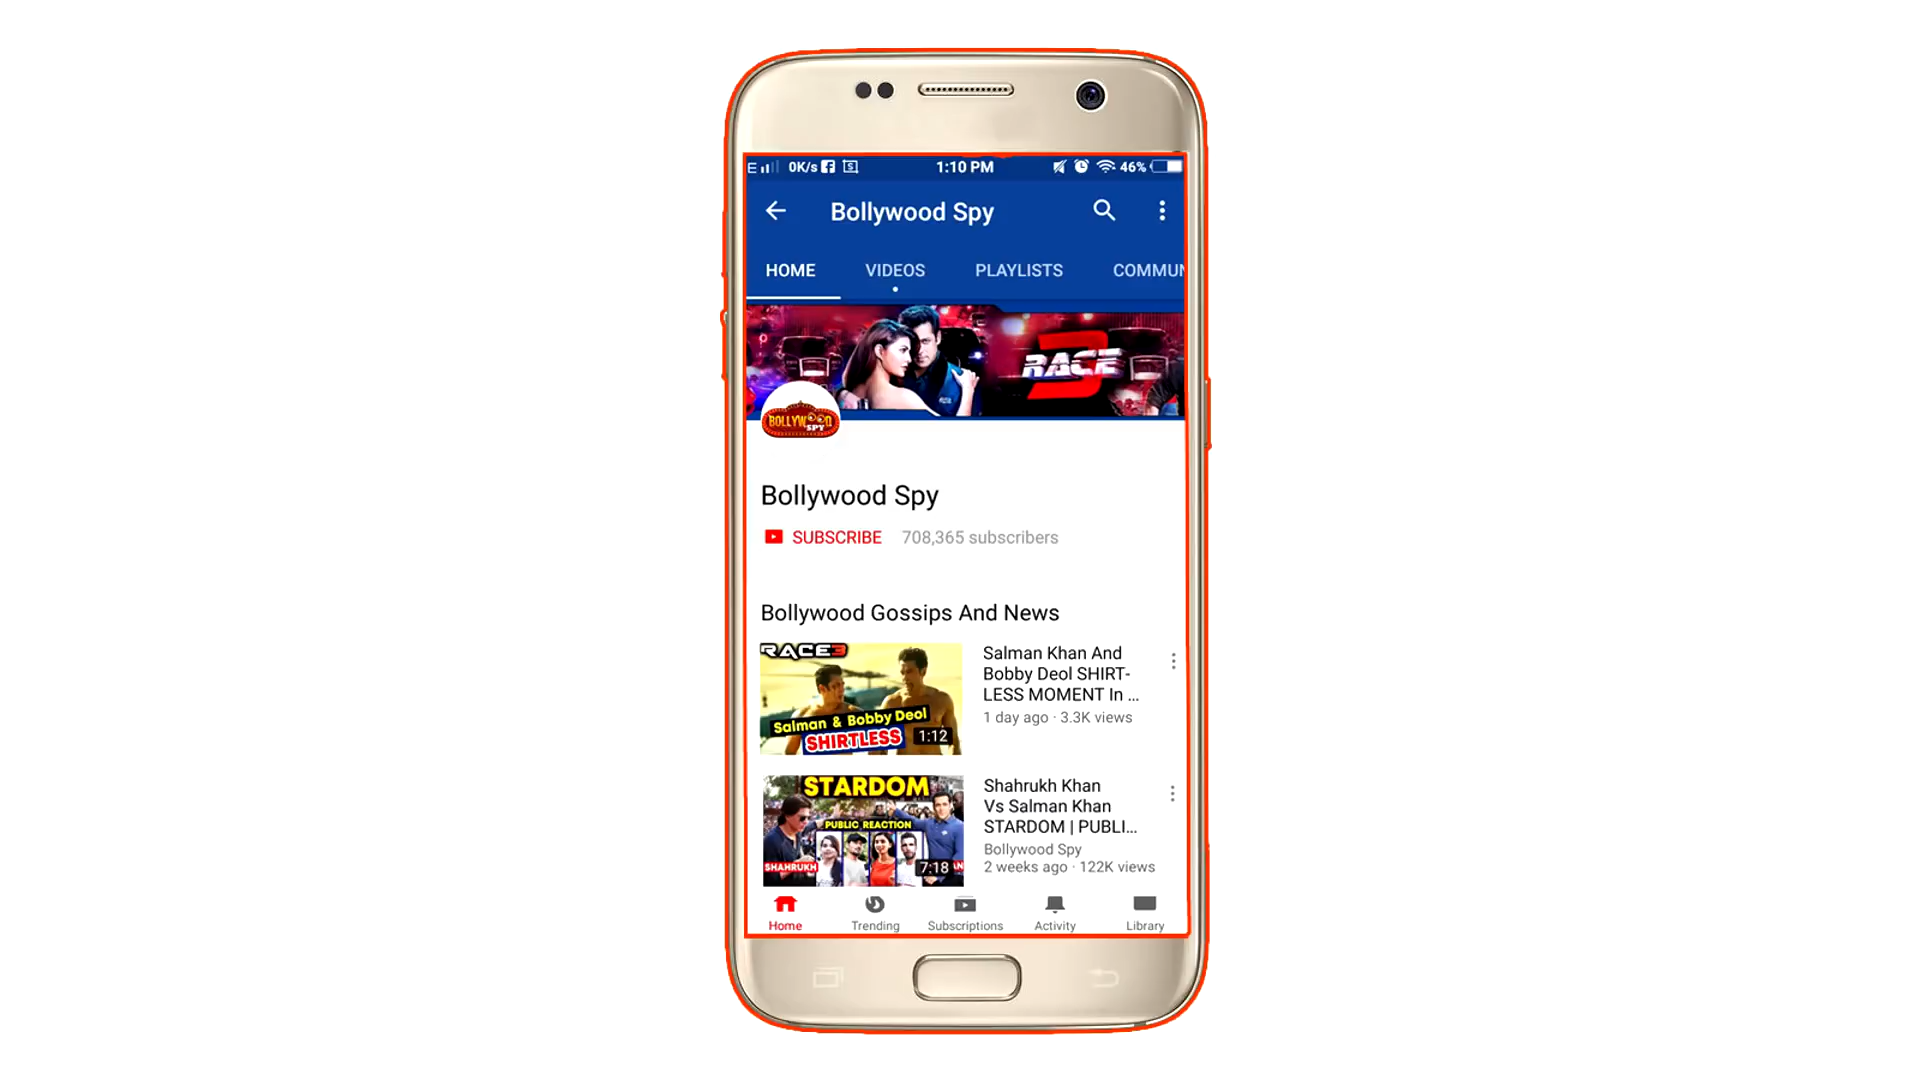 E 0K/s 1:10 PM 46%
Bollywood Spy
HOME VIDEOS PLAYLISTS COMMUN
RACE 3
BOLLYWOOD
SPY
Bollywood Spy
SUBSCRIBE 708,365 subscribers
Bollywood Gossips And News
RACE3
Salman & Bobby Deol
SHIRTLESS
1:12
Salman Khan And
Bobby Deol SHIRT-
LESS MOMENT In ...
1 day ago · 3.3K views
STARDOM
PUBLIC REACTION
SHAHRUKH
7:18
Shahrukh Khan
Vs Salman Khan
STARDOM | PUBLI...
Bollywood Spy
2 weeks ago · 122K views
Home Trending Subscriptions Activity Library